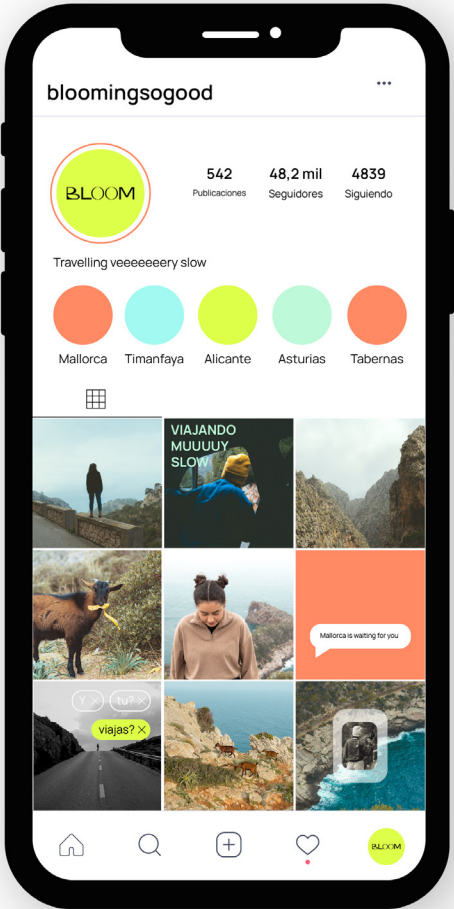 bloomingsogood
BLOOM
542
48,2 mil
4839
Publicaciones
Seguidores
Siguiendo
Travelling veeeeeeery slow
Mallorca
Timanfaya
Alicante
Asturias
Tabernas
VIAJANDO
MUUUUY
SLOW
Mallorca is waiting for you
Y
tu?
viajas?
BLOOM